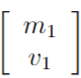 [ m₁ ]
[ v₁ ]